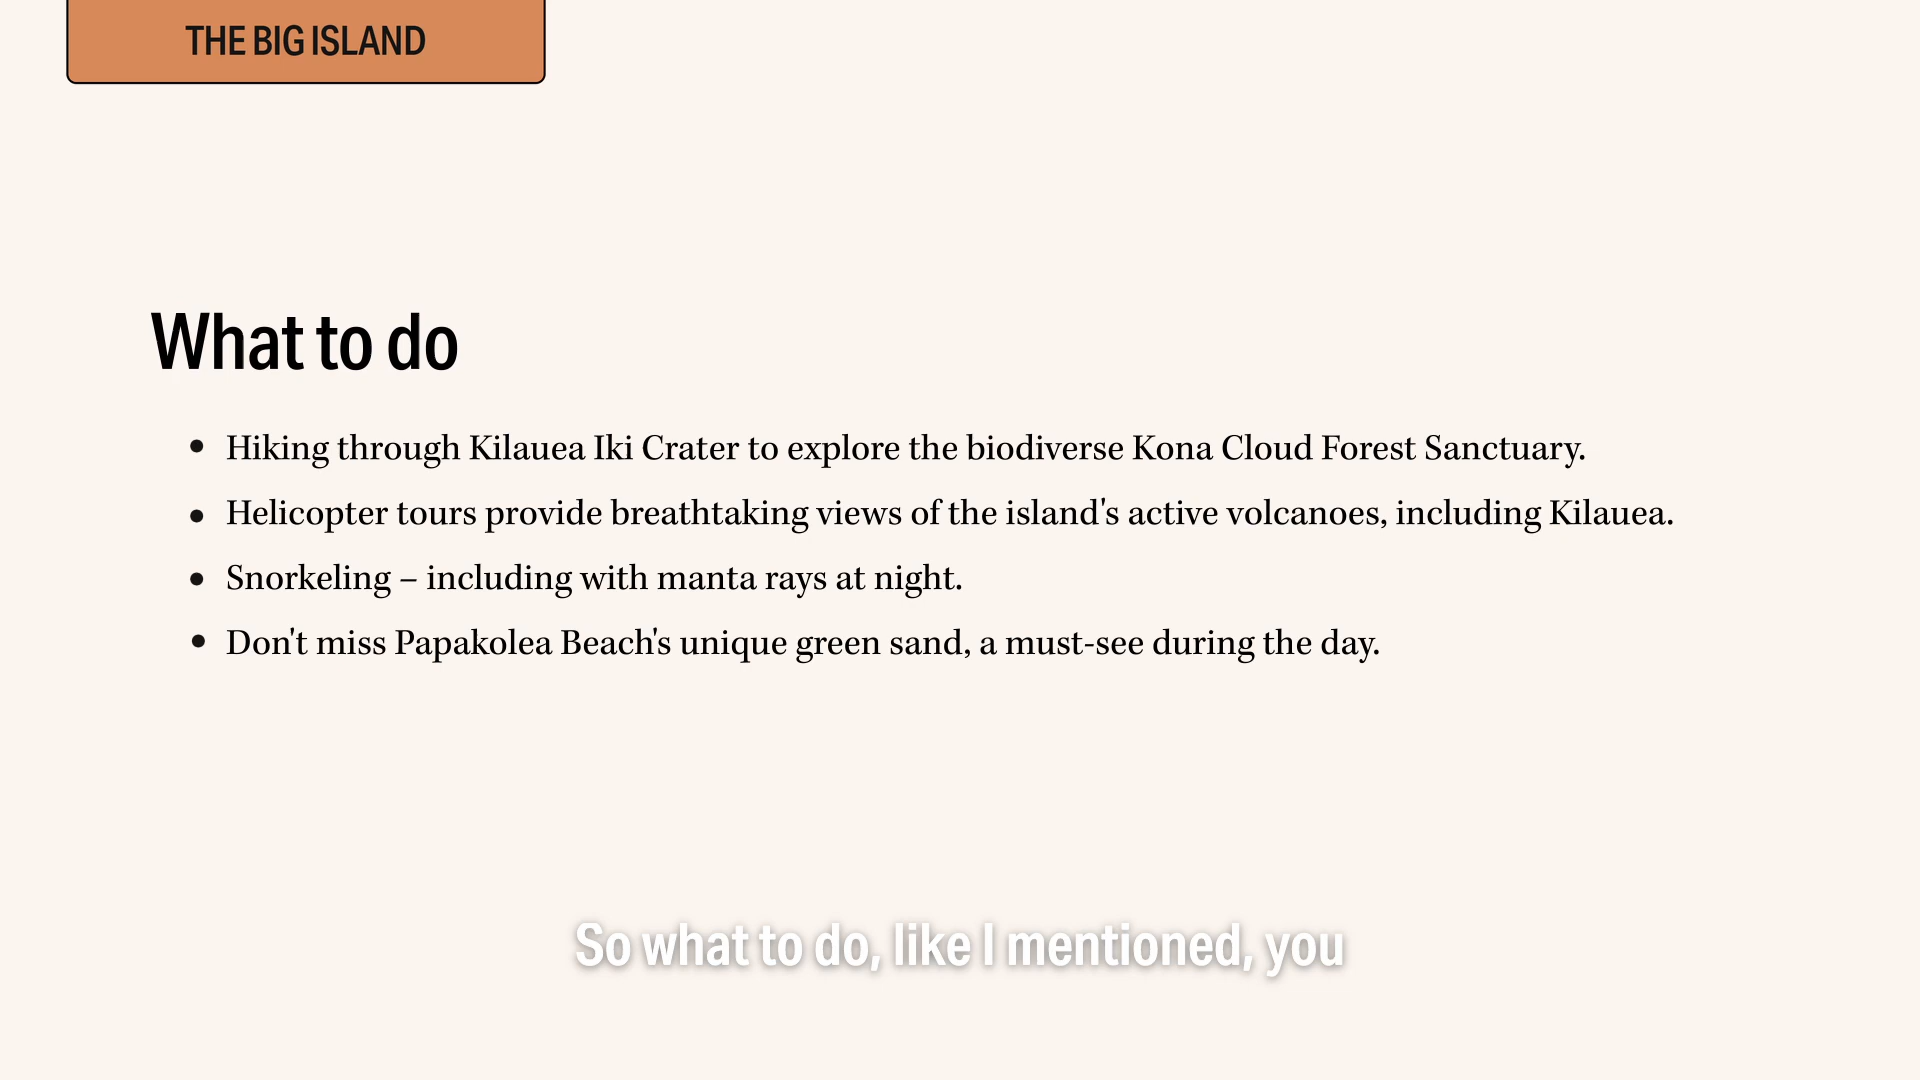 THE BIG ISLAND
What to do
• Hiking through Kilauea Iki Crater to explore the biodiverse Kona Cloud Forest Sanctuary.
• Helicopter tours provide breathtaking views of the island's active volcanoes, including Kilauea.
• Snorkeling – including with manta rays at night.
• Don't miss Papakolea Beach's unique green sand, a must-see during the day.
So what to do, like I mentioned, you